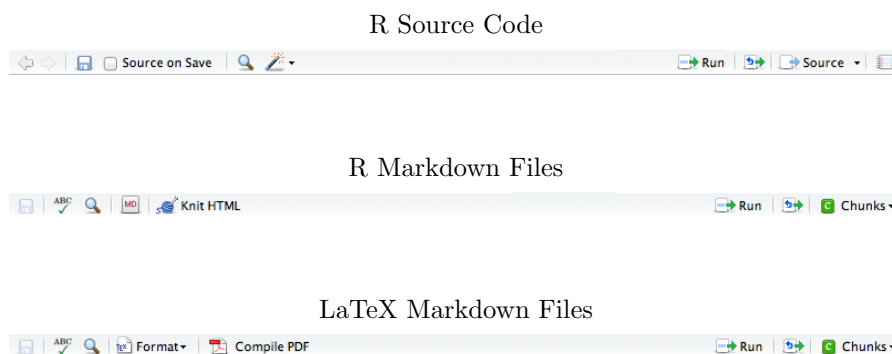 R Source Code
Source on Save Run Source
R Markdown Files
ABC MD Knit HTML Run C Chunks
LaTeX Markdown Files
ABC TEX Format Compile PDF Run C Chunks